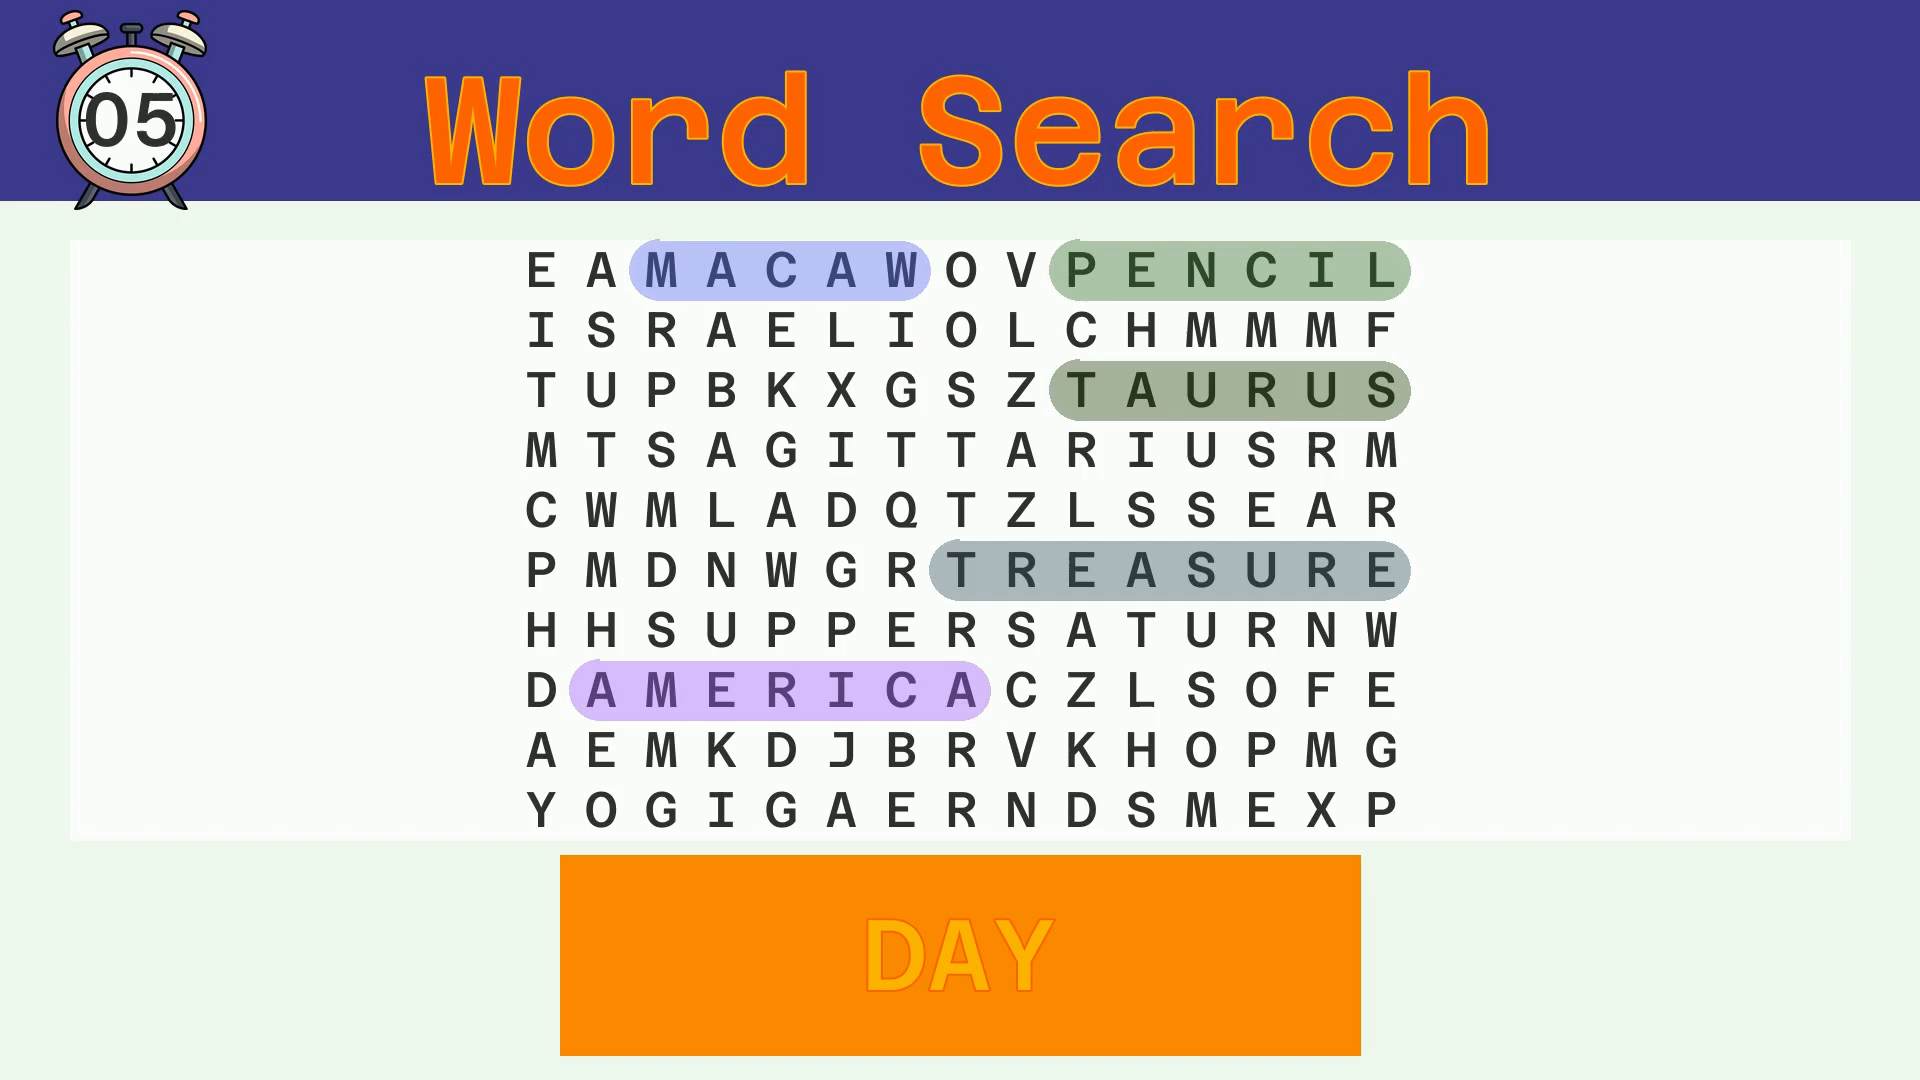 05
Word Search
E A M A C A W O V P E N C I L
I S R A E L I O L C H M M M F
T U P B K X G S Z T A U R U S
M T S A G I T T A R I U S R M
C W M L A D Q T Z L S S E A R
P M D N W G R T R E A S U R E
H H S U P P E R S A T U R N W
D A M E R I C A C Z L S O F E
A E M K D J B R V K H O P M G
Y O G I G A E R N D S M E X P
DAY